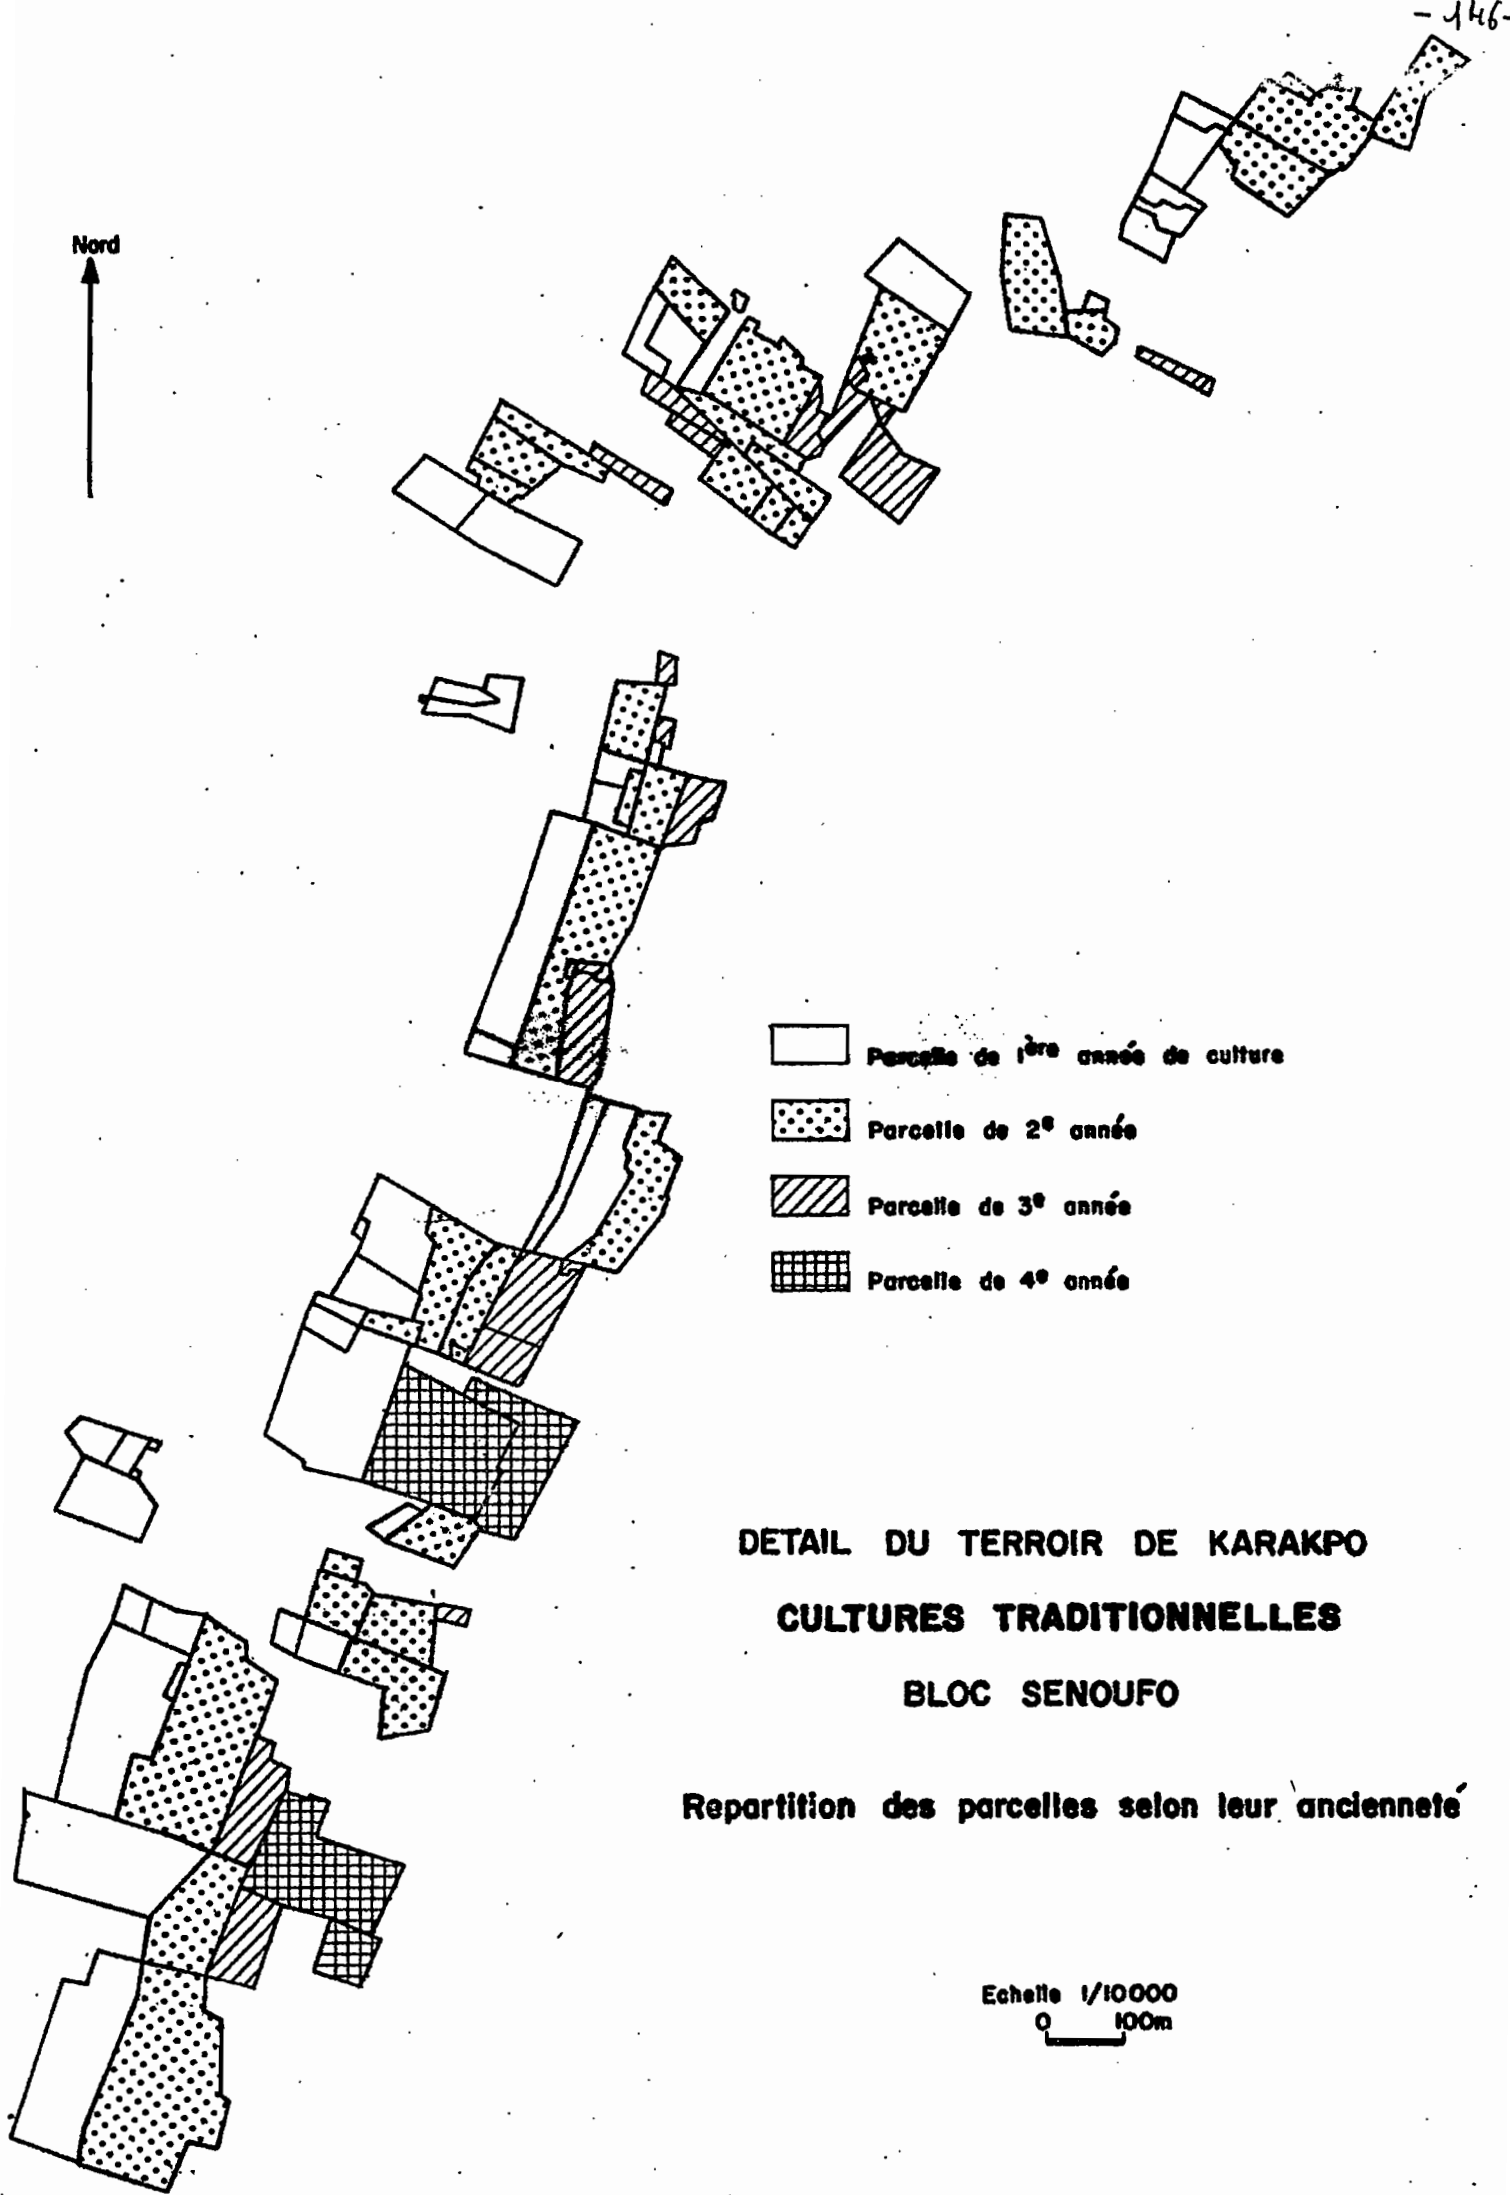 - 146-
Nord
Parcelle de 1ère année de culture
Parcelle de 2e année
Parcelle de 3e année
Parcelle de 4e année
DETAIL DU TERROIR DE KARAKPO
CULTURES TRADITIONNELLES
BLOC SENOUFO
Repartition des parcelles selon leur ancienneté
Echelle 1/10000
0 100m